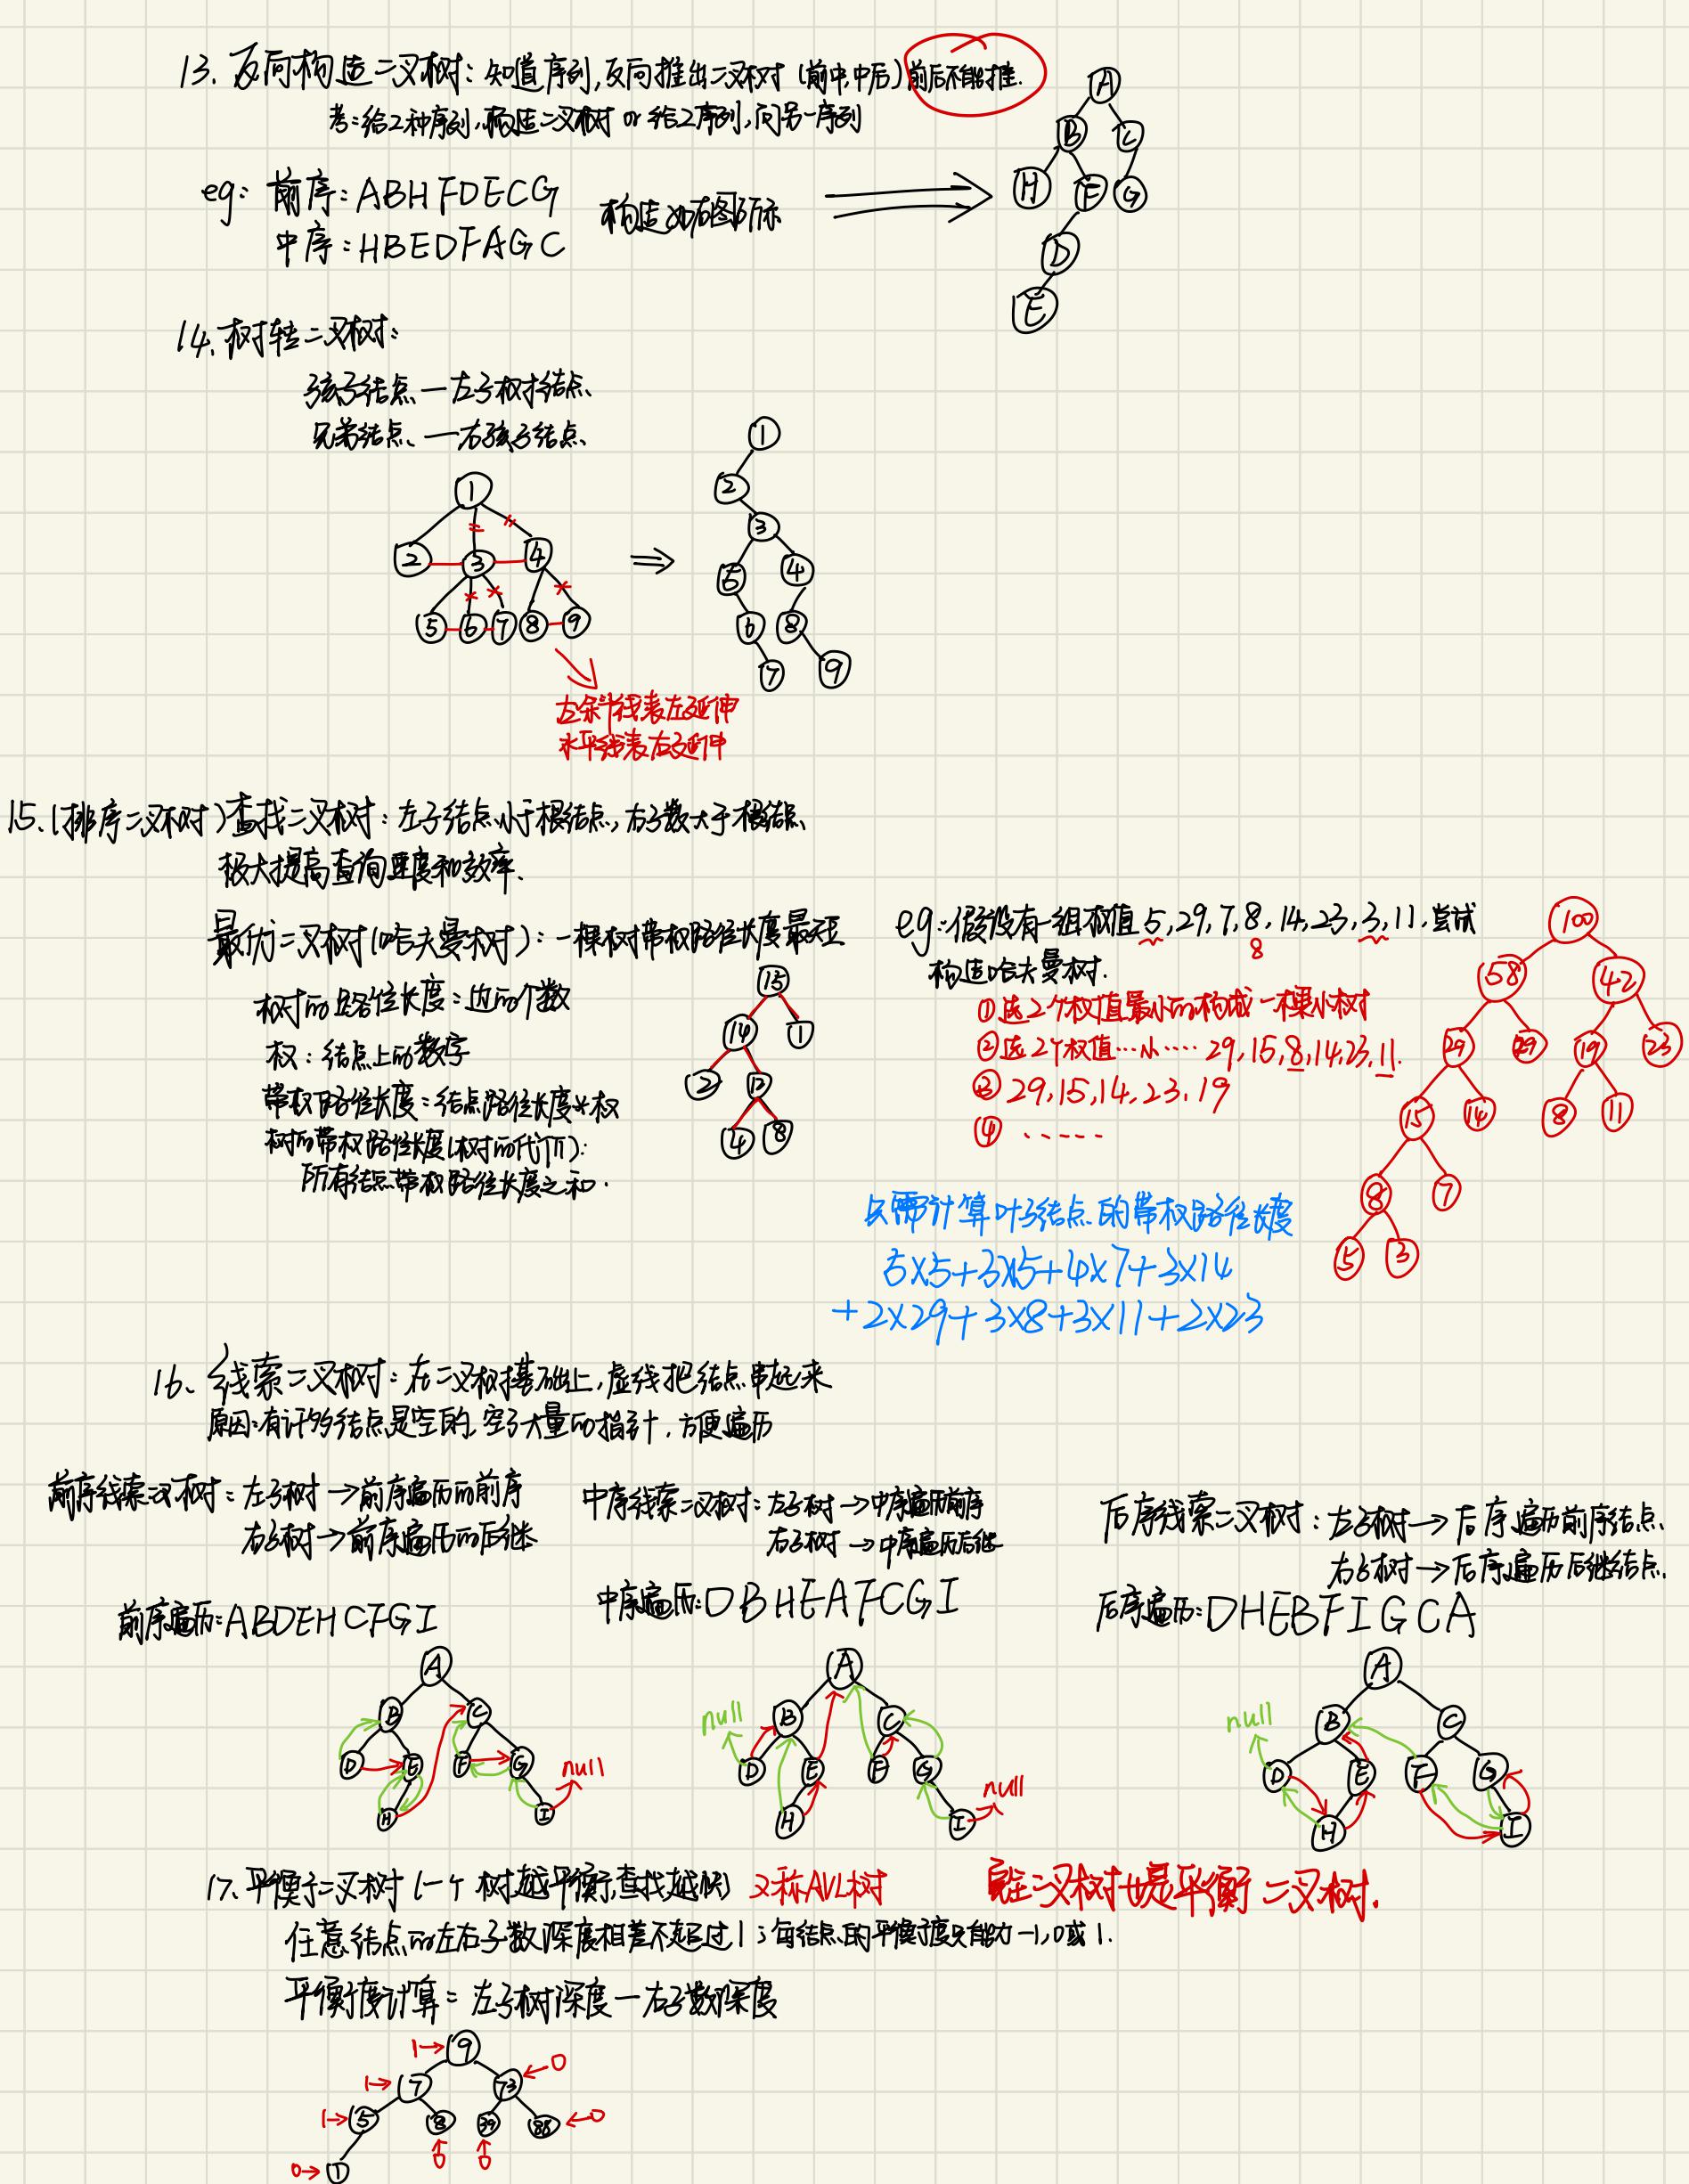 13. 反向构造二叉树：知道序列,反向推出二叉树 (前中,中后)前后不能推.
考：给2种序列,构造二叉树 or 给2序列,问另一序列
eg: 前序：ABHFDECG
中序：HBEDFAGC
构造如右图所示
A
B C
H F G
D
E
14. 树转二叉树：
孩子结点一左子树结点
兄弟结点一右孩子结点
1
2 3 4
5 6 7 8 9
⇒
1
2
3
5 4
6 8
7 9
左斜线表左延伸
水平线表右延伸
15.(排序二叉树)查找二叉树：左子结点小于根结点,右子数大于根结点
极大提高查询速度和效率.
最优二叉树(哈夫曼树)：一棵树带权路径长度最短
树的路径长度：边的个数
权：结点上的数字
带权路径长度：结点路径长度×权
树的带权路径长度(树的代价)：
所有结点带权路径长度之和.
15
14 1
2 12
4 8
eg：假设有一组权值5,29,7,8,14,23,3,11,尝试
8
构造哈夫曼树.
①选2个权值最小的构成一棵小树
②选2个权值…小…… 29,15,8,14,23,11.
③ 29,15,14,23,19
④ ......
100
58 42
29 29 19 23
15 14 8 11
8 7
5 3
只需计算叶子结点的带权路径长度
5×5+3×5+4×7+3×14
+2×29+3×8+3×11+2×23
16、线索二叉树：在二叉树基础上,虚线把结点串起来
原因：有许多结点是空的,空了大量的指针,方便遍历
前序线索二叉树：左子树→前序遍历的前序
右子树→前序遍历的后继
前序遍历：ABDEHCFGI
A
B C
D E F G
H I
null
中序线索二叉树：左子树→中序遍历前序
右子树→中序遍历后继
中序遍历：DBHEAFCGI
A
null B C
D E F G
H I null
后序线索二叉树：左子树→后序遍历前序结点
右子树→后序遍历后继结点.
后序遍历：DHEBFIGCA
A
null B C
D E F G
H I
17、平衡二叉树 (一个树越平衡,查找越快) 又称AVL树
完全二叉树也是平衡二叉树.
任意结点的左右子数深度相差不超过1；每结点的平衡度只能为-1,0或1.
平衡度计算=左子树深度一右子数深度
1→ 9
1→ 7 73 ←0
1→ 5 8 39 88 ←0
0 0
0→ 1